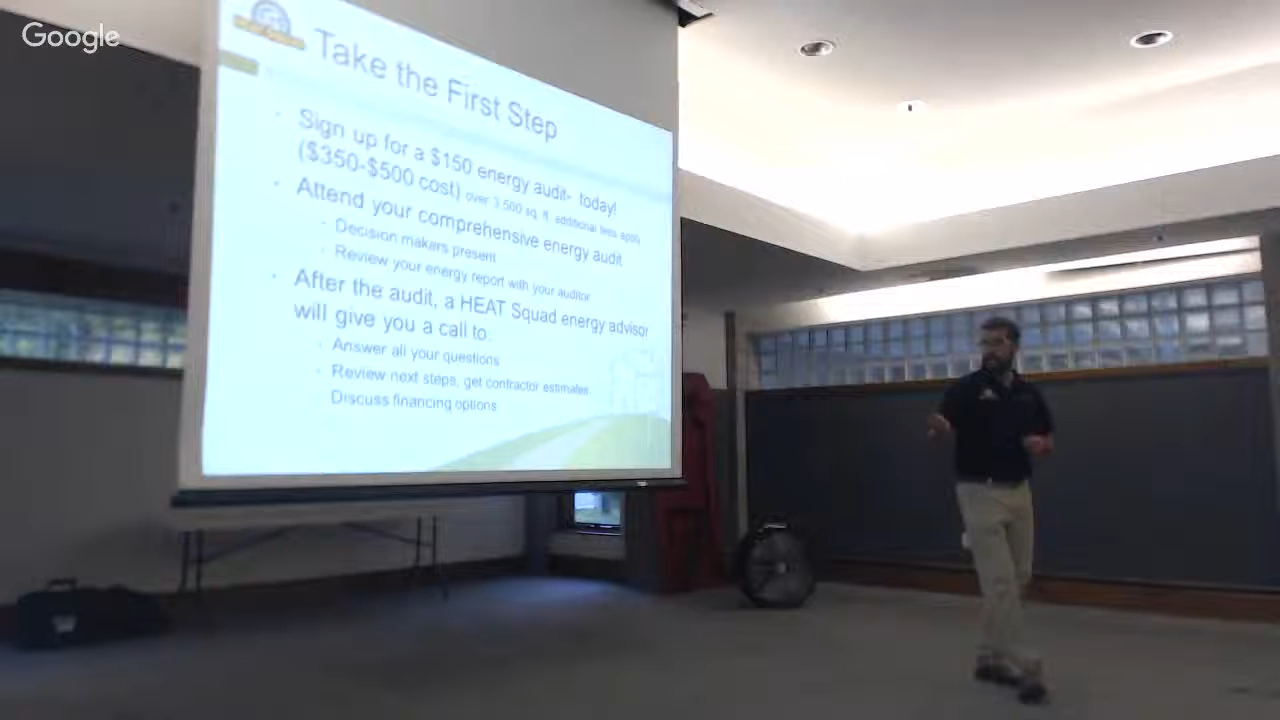 Google
Take the First Step
Sign up for a $150 energy audit- today!
($350-$500 cost) over 3,500 sq. ft. additional fees apply
Attend your comprehensive energy audit
Decision makers present
Review your energy report with your auditor
After the audit, a HEAT Squad energy advisor
will give you a call to:
Answer all your questions
Review next steps, get contractor estimates
Discuss financing options